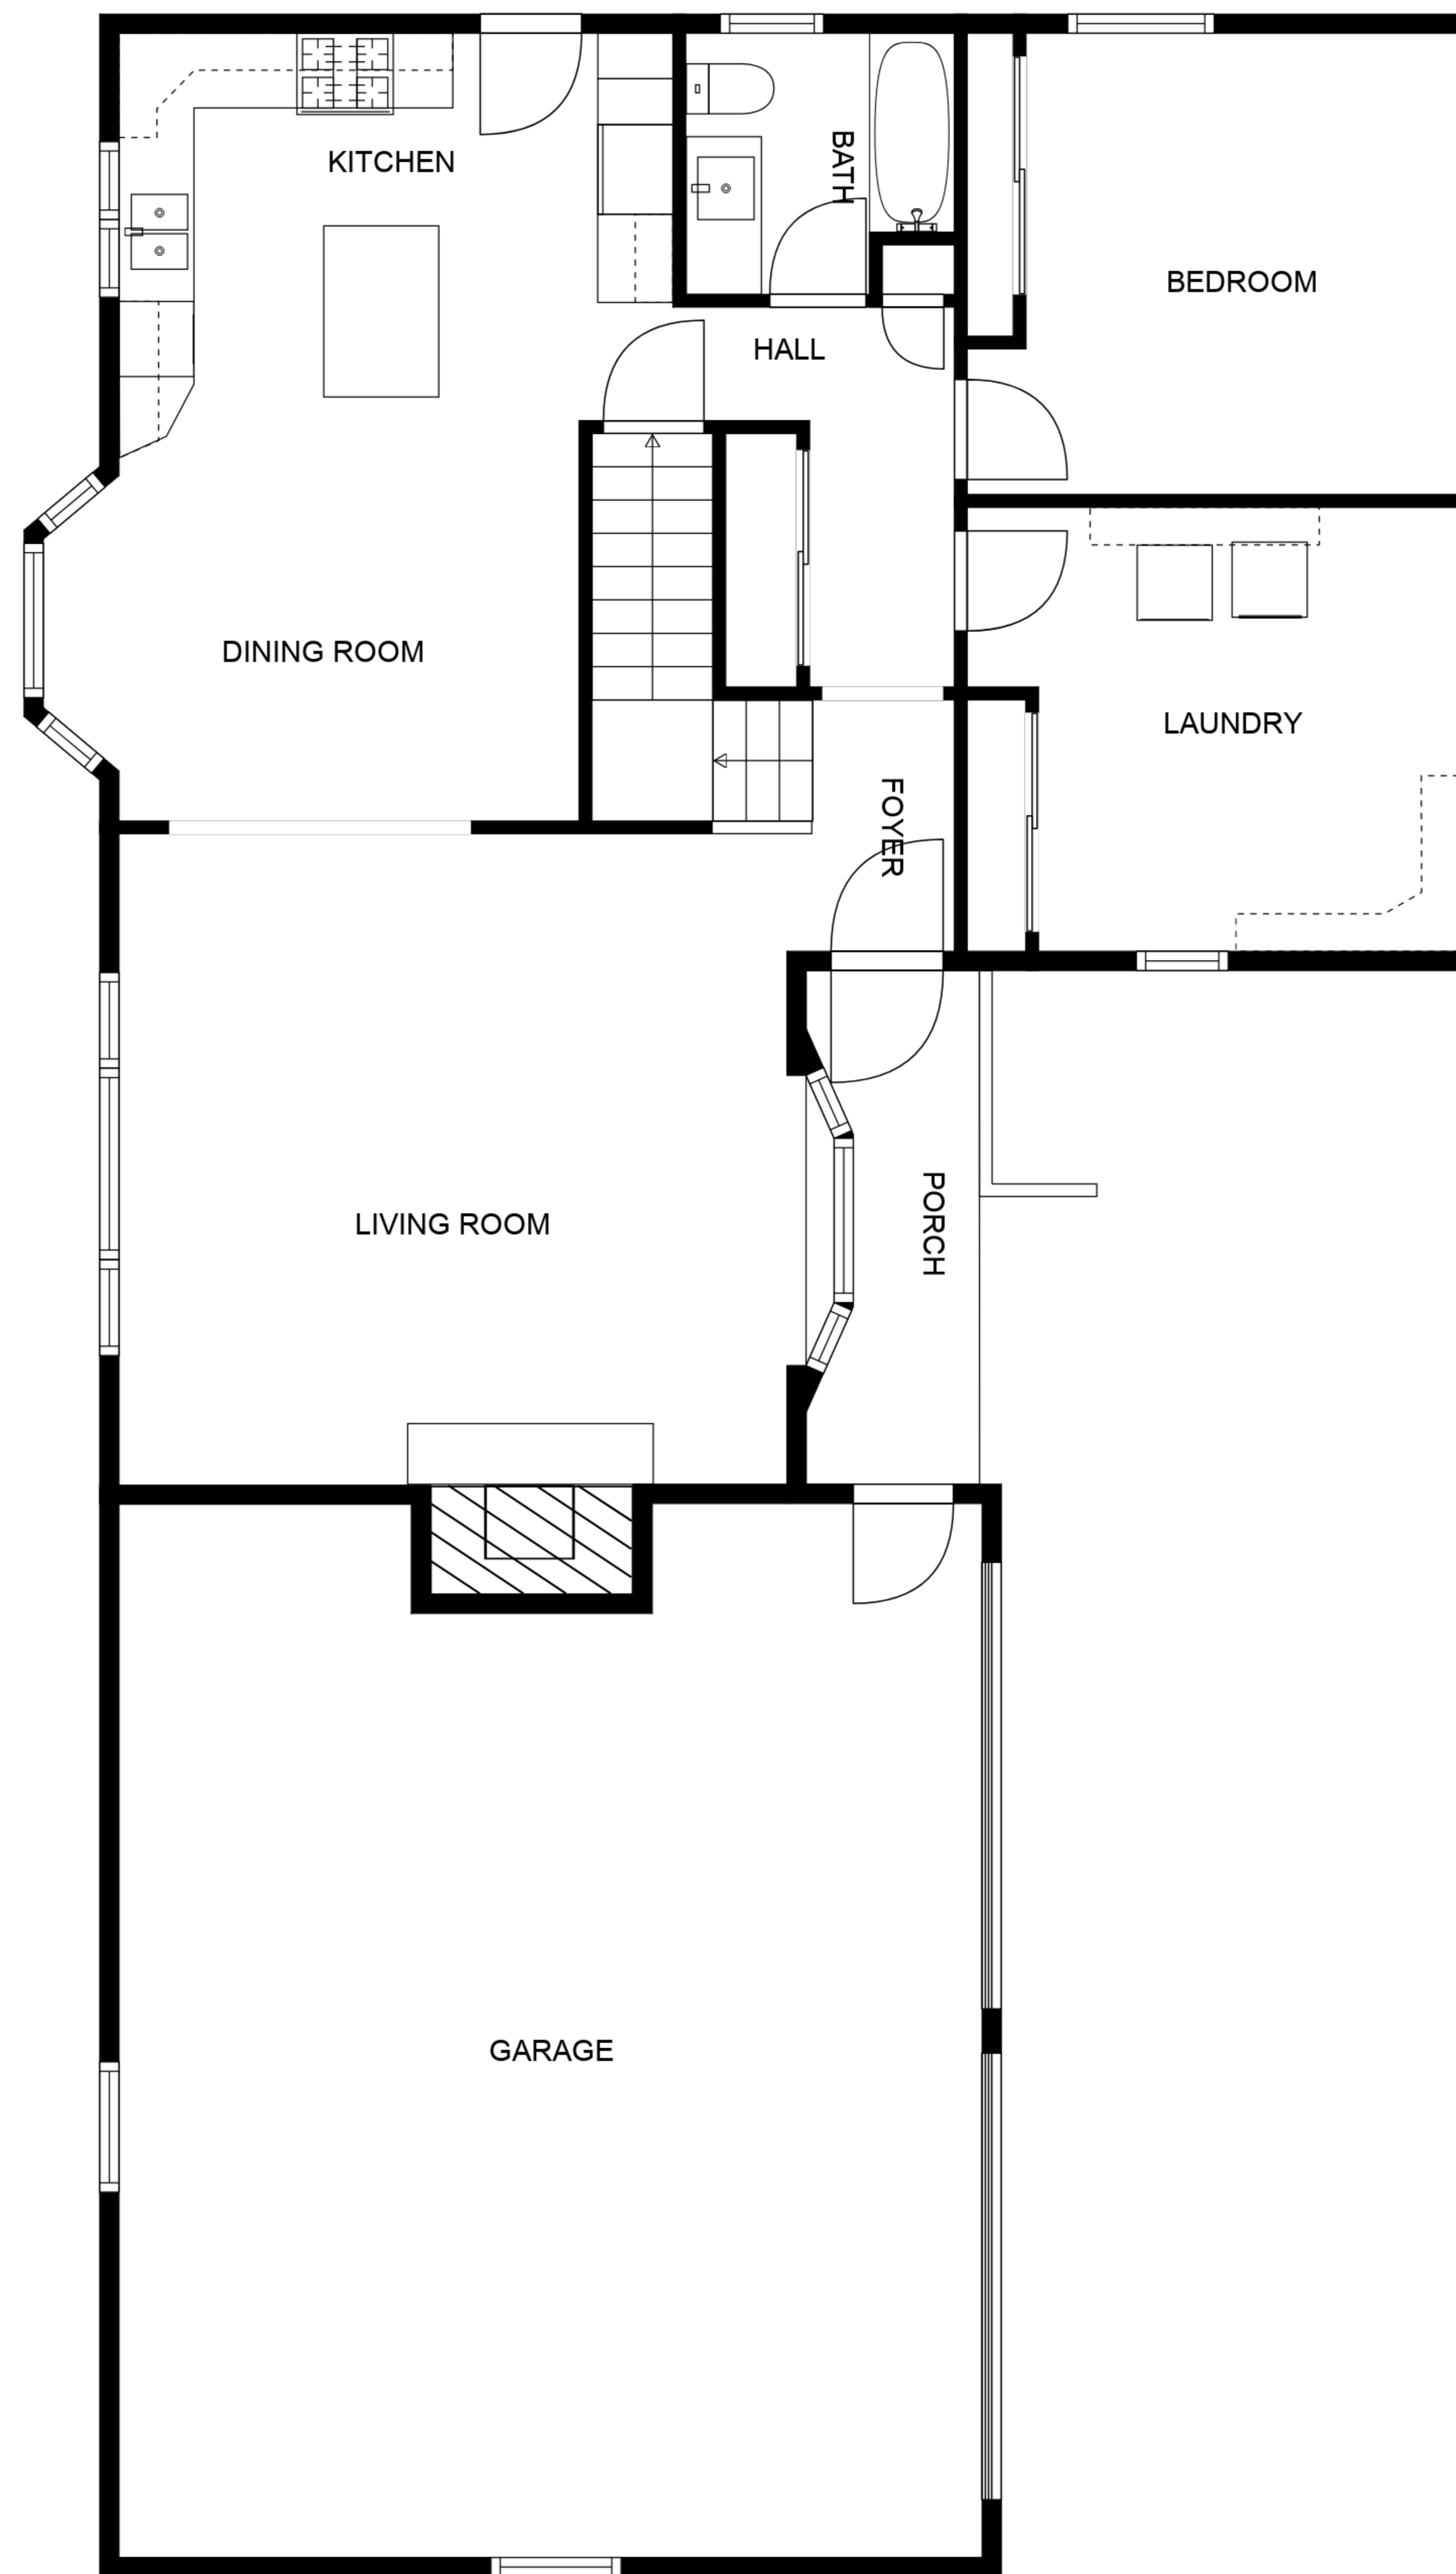 KITCHEN
BATH
BEDROOM
HALL
DINING ROOM
LAUNDRY
FOYER
LIVING ROOM
PORCH
GARAGE